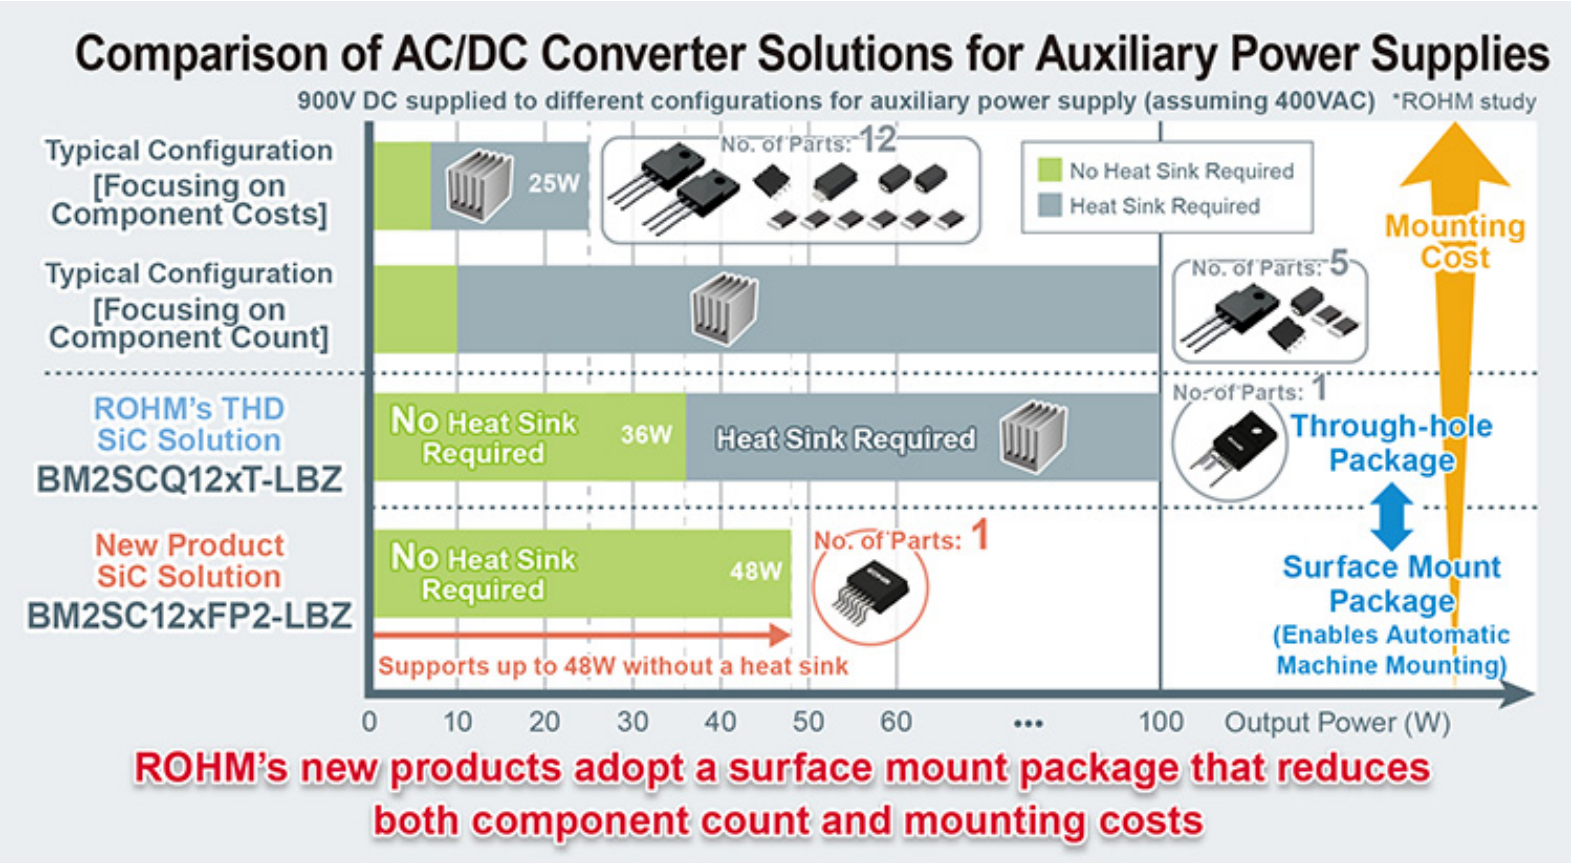 Comparison of AC/DC Converter Solutions for Auxiliary Power Supplies
900V DC supplied to different configurations for auxiliary power supply (assuming 400VAC) *ROHM study
Typical Configuration
[Focusing on
Component Costs]
25W
No. of Parts: 12
No Heat Sink Required
Heat Sink Required
Mounting
Cost
Typical Configuration
[Focusing on
Component Count]
No. of Parts: 5
ROHM's THD
SiC Solution
BM2SCQ12xT-LBZ
No Heat Sink
Required
36W
Heat Sink Required
No. of Parts: 1
Through-hole
Package
New Product
SiC Solution
BM2SC12xFP2-LBZ
No Heat Sink
Required
48W
No. of Parts: 1
Surface Mount
Package
(Enables Automatic
Machine Mounting)
Supports up to 48W without a heat sink
0 10 20 30 40 50 60 ••• 100 Output Power (W)
ROHM's new products adopt a surface mount package that reduces
both component count and mounting costs